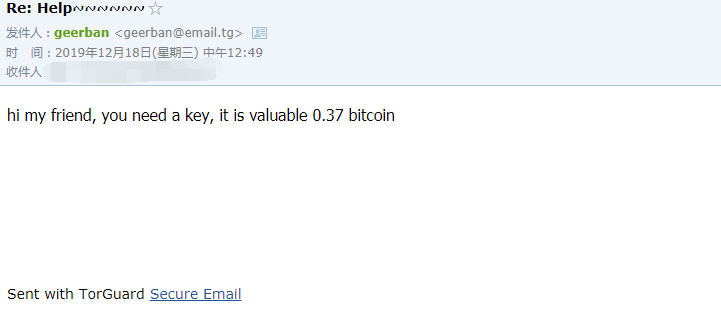 Re: Help~~~~~~☆
发件人：geerban <geerban@email.tg>
时　间：2019年12月18日(星期三) 中午12:49
收件人
hi my friend, you need a key, it is valuable 0.37 bitcoin
Sent with TorGuard Secure Email